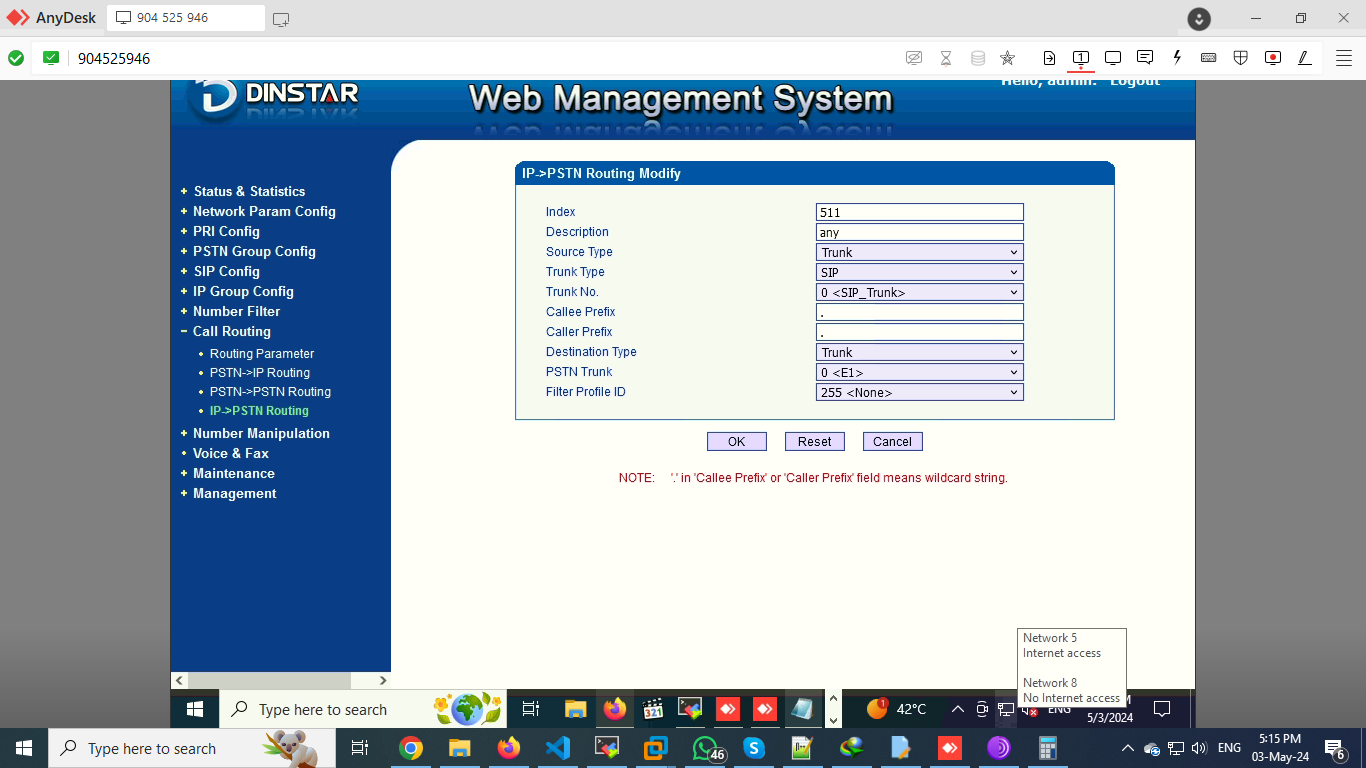 AnyDesk
904 525 946
904525946
DINSTAR
Web Management System
Hello, admin. Logout
+ Status & Statistics
+ Network Param Config
+ PRI Config
+ PSTN Group Config
+ SIP Config
+ IP Group Config
+ Number Filter
− Call Routing
• Routing Parameter
• PSTN->IP Routing
• PSTN->PSTN Routing
• IP->PSTN Routing
+ Number Manipulation
• Voice & Fax
+ Maintenance
+ Management
IP->PSTN Routing Modify
Index 511
Description any
Source Type Trunk
Trunk Type SIP
Trunk No. 0 <SIP_Trunk>
Callee Prefix .
Caller Prefix .
Destination Type Trunk
PSTN Trunk 0 <E1>
Filter Profile ID 255 <None>
OK Reset Cancel
NOTE: '.' in 'Callee Prefix' or 'Caller Prefix' field means wildcard string.
Network 5
Internet access
Network 8
No Internet access
Type here to search
321
1
42°C
ENG
M
5/3/2024
Type here to search
46
ENG
5:15 PM
03-May-24
6